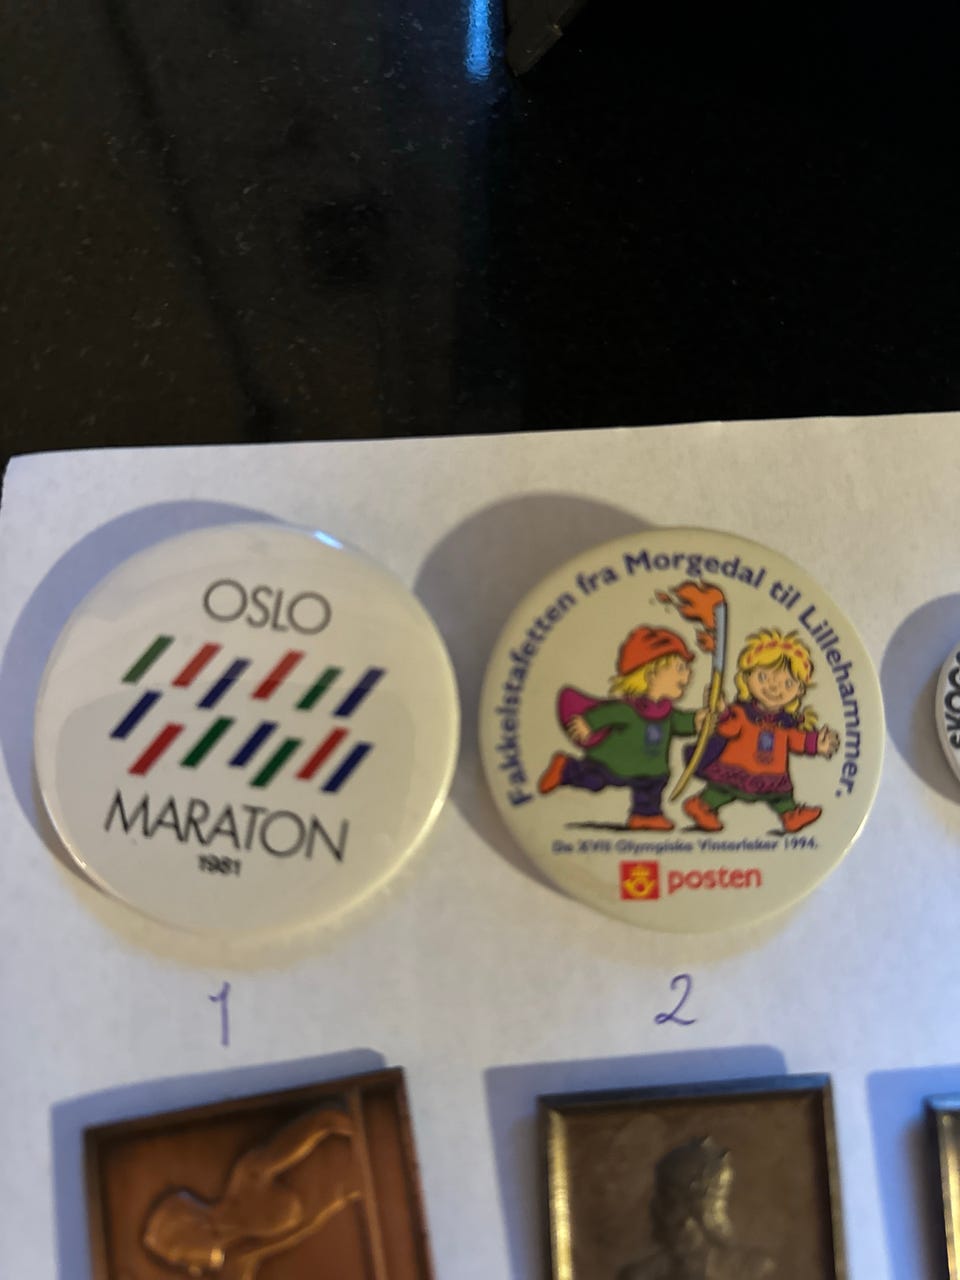 OSLO
MARATON
1981
Fakkelstafetten fra Morgedal til Lillehammer.
De XVII Olympiske Vinterleker 1994.
posten
1
2